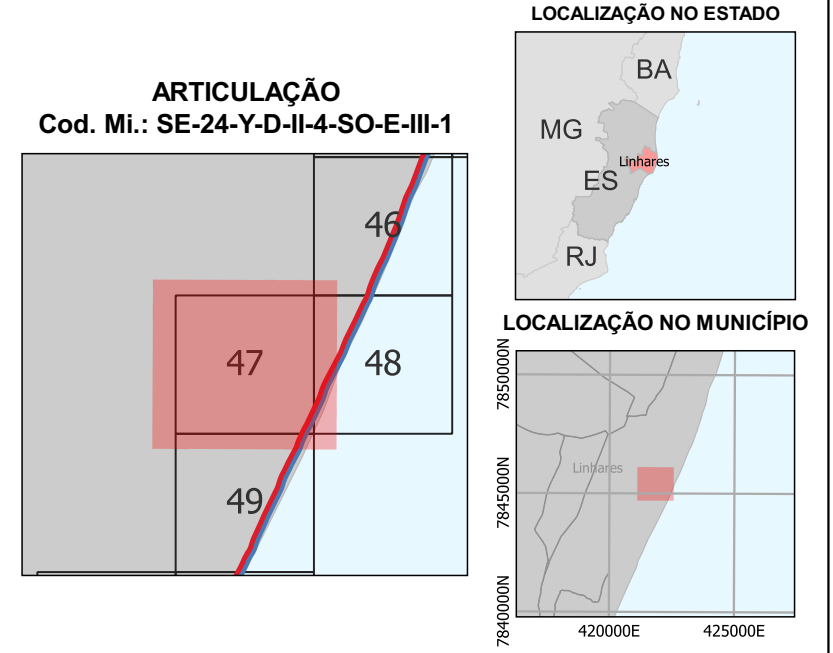 ARTICULAÇÃO
Cod. Mi.: SE-24-Y-D-II-4-SO-E-III-1
46
47
48
49
LOCALIZAÇÃO NO ESTADO
BA
MG
Linhares
ES
RJ
LOCALIZAÇÃO NO MUNICÍPIO
7850000N
Linhares
7845000N
7840000N
420000E
425000E